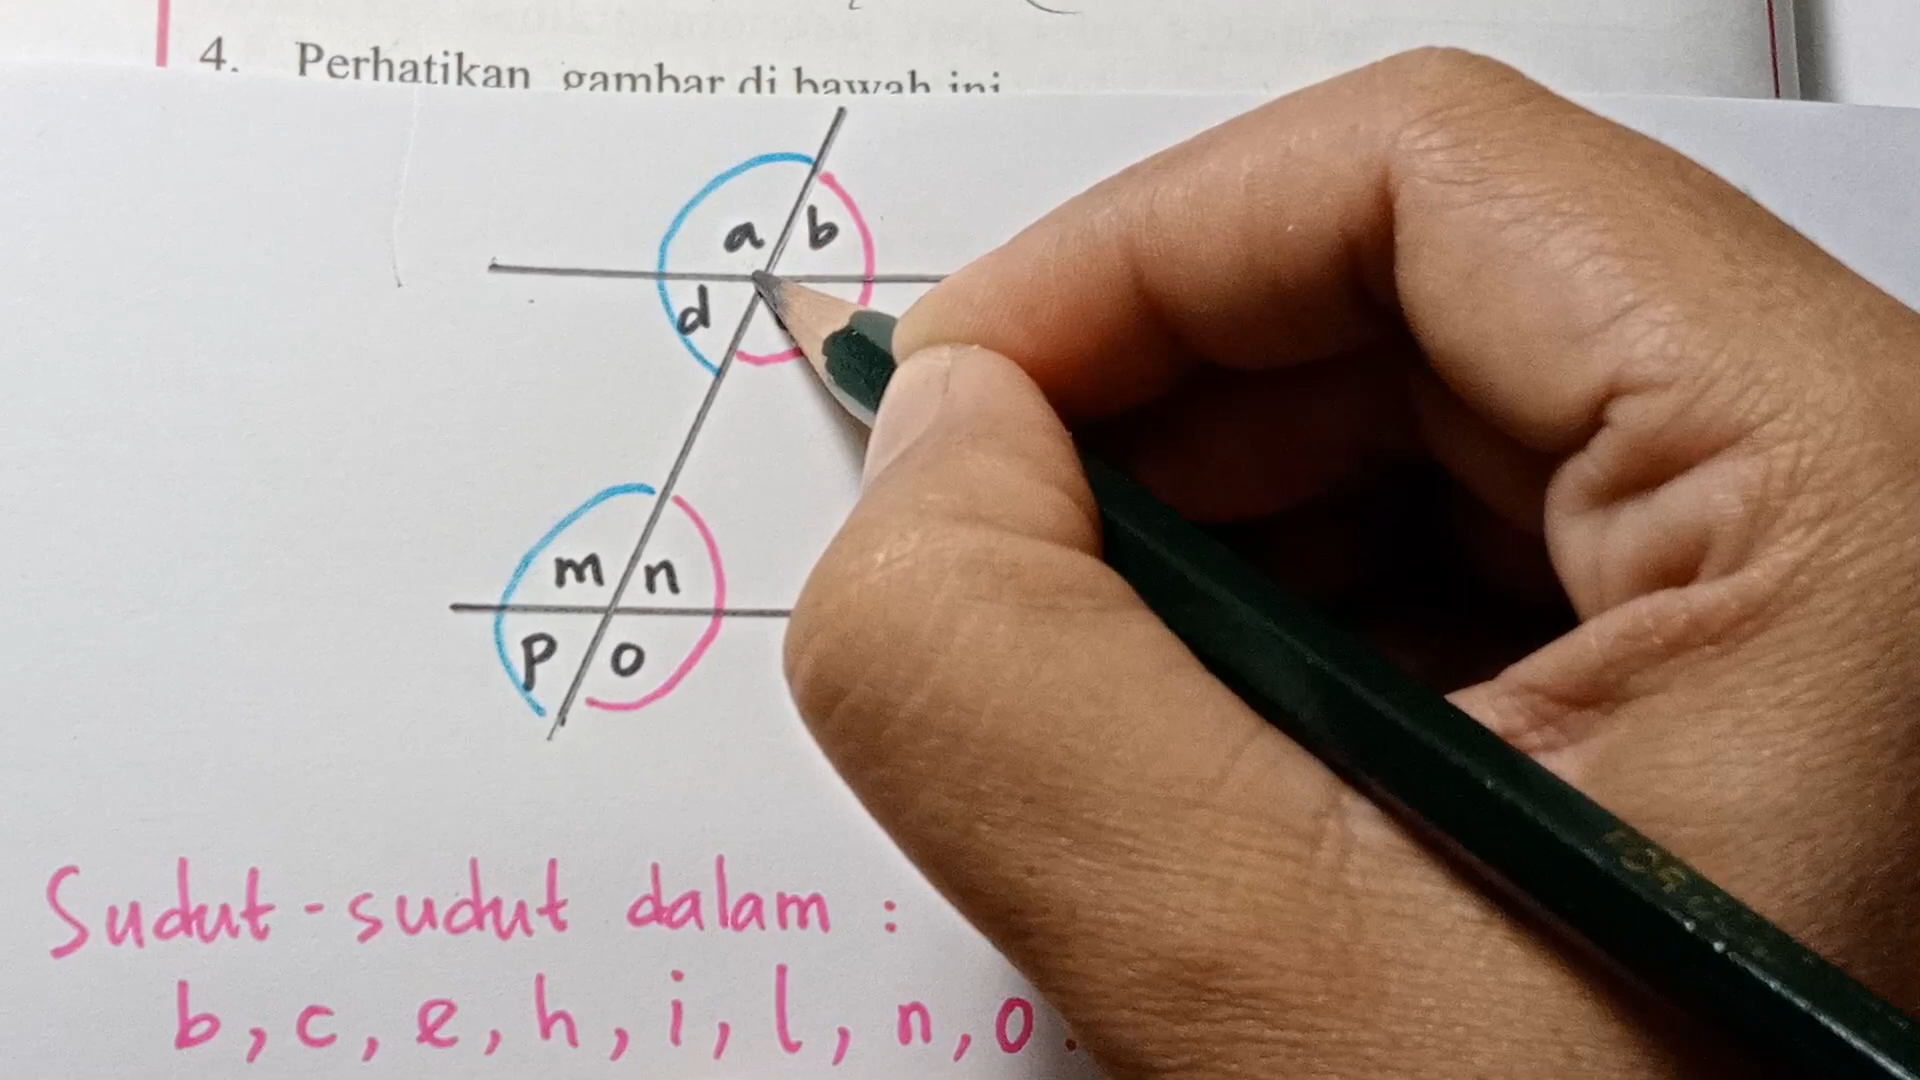 4. Perhatikan gambar di bawah ini
a b
d
m n
p o
Sudut-sudut dalam :
b, c, e, h, i, l, n, o.